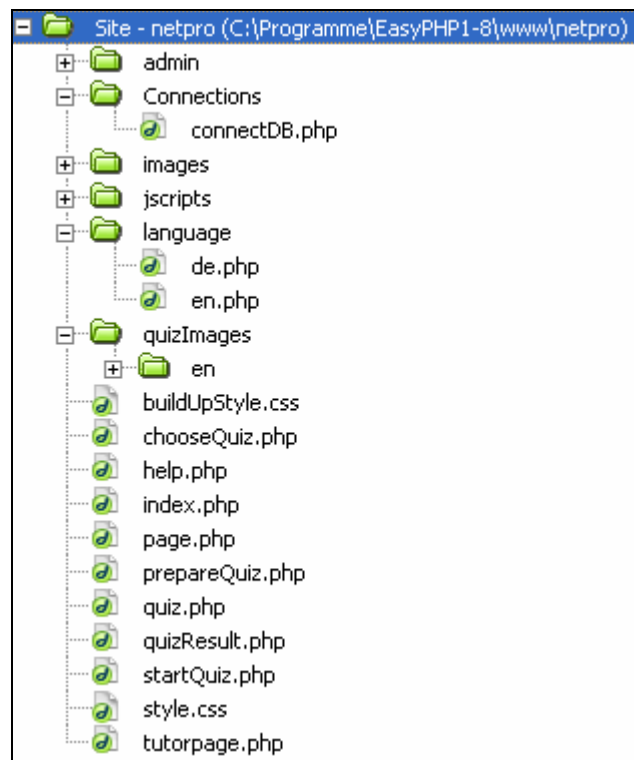 Site - netpro (C:\Programme\EasyPHP1-8\www\netpro)
admin
Connections
connectDB.php
images
jscripts
language
de.php
en.php
quizImages
en
buildUpStyle.css
chooseQuiz.php
help.php
index.php
page.php
prepareQuiz.php
quiz.php
quizResult.php
startQuiz.php
style.css
tutorpage.php